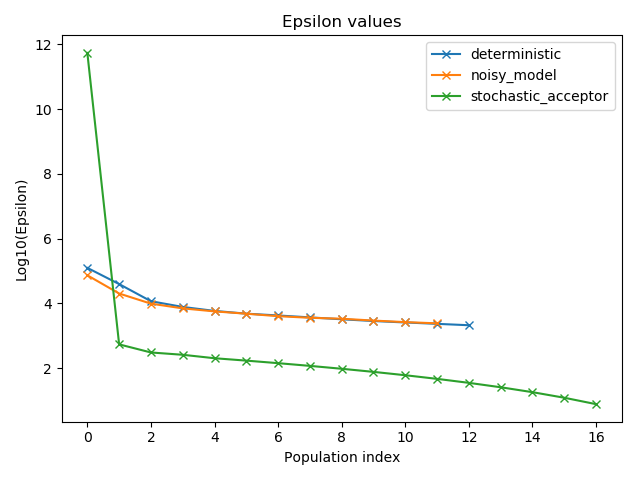 Epsilon values
deterministic
noisy_model
stochastic_acceptor
Log10(Epsilon)
12
10
8
6
4
2
0 2 4 6 8 10 12 14 16
Population index